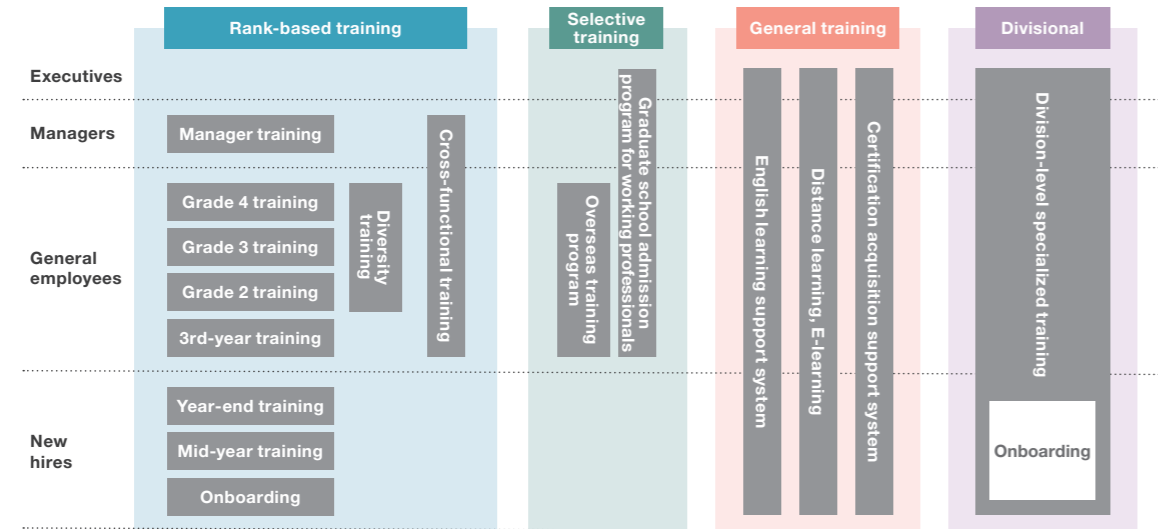 Rank-based training
Selective
training
General training
Divisional
Executives
Managers
General
employees
New
hires
Manager training
Grade 4 training
Grade 3 training
Grade 2 training
3rd-year training
Year-end training
Mid-year training
Onboarding
Diversity
training
Cross-functional training
Overseas training
program
Graduate school admission
program for working professionals
English learning support system
Distance learning, E-learning
Certification acquisition support system
Division-level specialized training
Onboarding